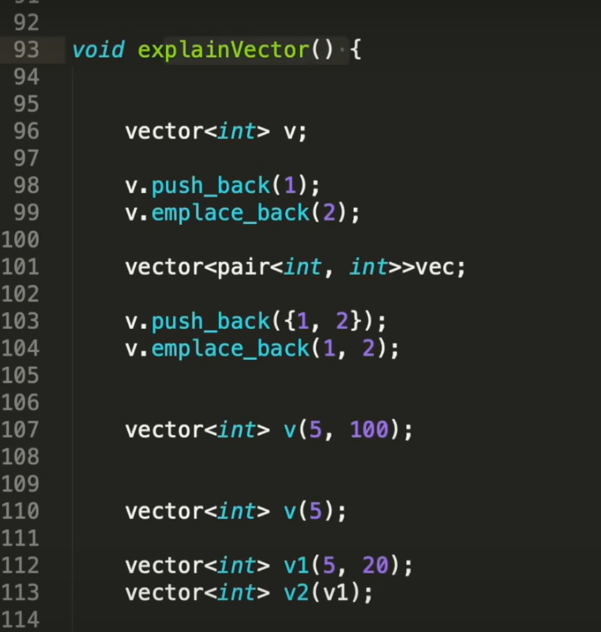 92
93 void explainVector() {
94
95
96 vector<int> v;
97
98 v.push_back(1);
99 v.emplace_back(2);
100
101 vector<pair<int, int>>vec;
102
103 v.push_back({1, 2});
104 v.emplace_back(1, 2);
105
106
107 vector<int> v(5, 100);
108
109
110 vector<int> v(5);
111
112 vector<int> v1(5, 20);
113 vector<int> v2(v1);
114